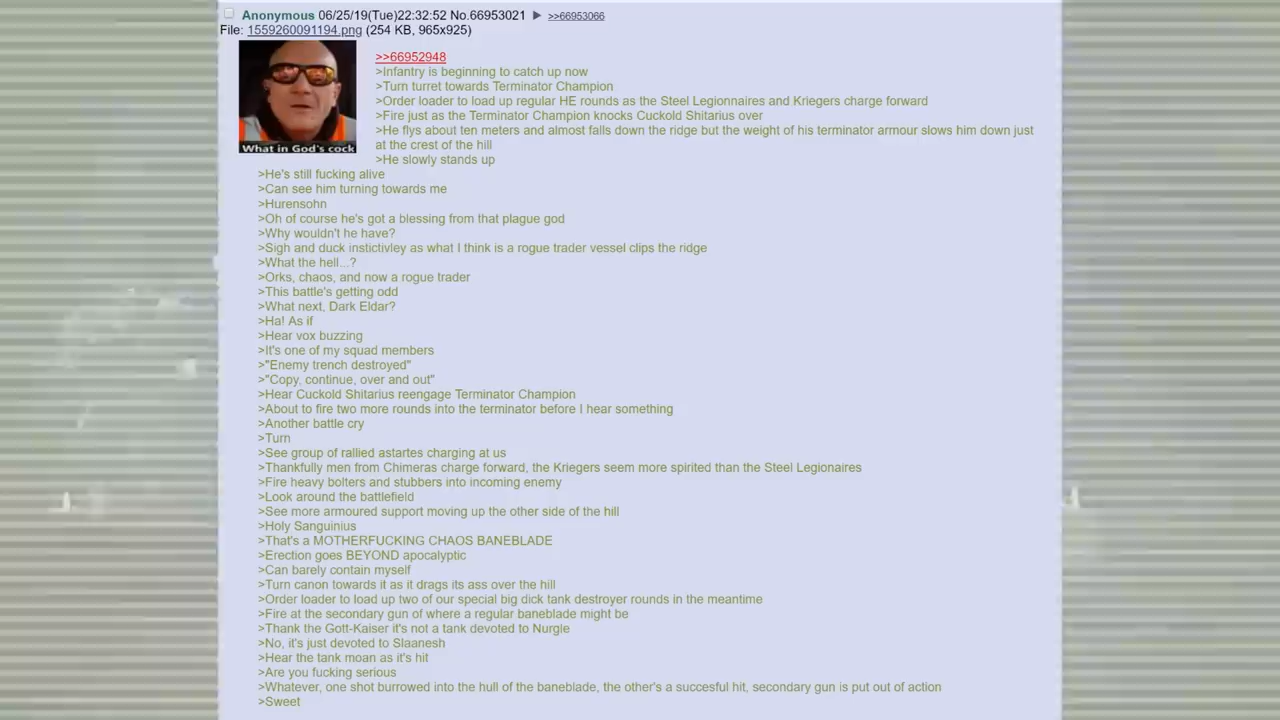 Anonymous 06/25/19(Tue)22:32:52 No.66953021 ▶ >>66953066
File: 1559260091194.png (254 KB, 965x925)
What in God's cock
>>66952948
>Infantry is beginning to catch up now
>Turn turret towards Terminator Champion
>Order loader to load up regular HE rounds as the Steel Legionnaires and Kriegers charge forward
>Fire just as the Terminator Champion knocks Cuckold Shitarius over
>He flys about ten meters and almost falls down the ridge but the weight of his terminator armour slows him down just
at the crest of the hill
>He slowly stands up
>He's still fucking alive
>Can see him turning towards me
>Hurensohn
>Oh of course he's got a blessing from that plague god
>Why wouldn't he have?
>Sigh and duck instictivley as what I think is a rogue trader vessel clips the ridge
>What the hell...?
>Orks, chaos, and now a rogue trader
>This battle's getting odd
>What next, Dark Eldar?
>Ha! As if
>Hear vox buzzing
>It's one of my squad members
>"Enemy trench destroyed"
>"Copy, continue, over and out"
>Hear Cuckold Shitarius reengage Terminator Champion
>About to fire two more rounds into the terminator before I hear something
>Another battle cry
>Turn
>See group of rallied astartes charging at us
>Thankfully men from Chimeras charge forward, the Kriegers seem more spirited than the Steel Legionaires
>Fire heavy bolters and stubbers into incoming enemy
>Look around the battlefield
>See more armoured support moving up the other side of the hill
>Holy Sanguinius
>That's a MOTHERFUCKING CHAOS BANEBLADE
>Erection goes BEYOND apocalyptic
>Can barely contain myself
>Turn canon towards it as it drags its ass over the hill
>Order loader to load up two of our special big dick tank destroyer rounds in the meantime
>Fire at the secondary gun of where a regular baneblade might be
>Thank the Gott-Kaiser it's not a tank devoted to Nurgle
>No, it's just devoted to Slaanesh
>Hear the tank moan as it's hit
>Are you fucking serious
>Whatever, one shot burrowed into the hull of the baneblade, the other's a succesful hit, secondary gun is put out of action
>Sweet